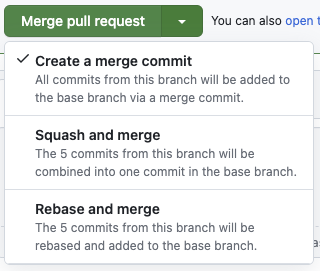 Merge pull request
You can also open t
Create a merge commit
All commits from this branch will be added to
the base branch via a merge commit.
Squash and merge
The 5 commits from this branch will be
combined into one commit in the base branch.
Rebase and merge
The 5 commits from this branch will be
rebased and added to the base branch.